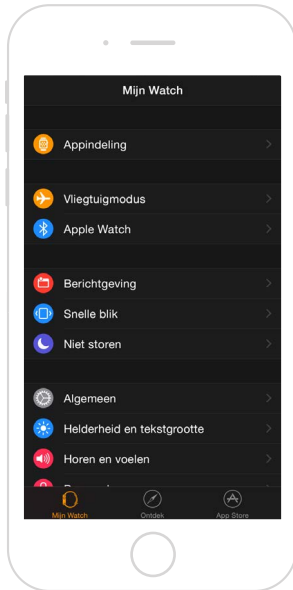 Mijn Watch
Appindeling
Vliegtuigmodus
Apple Watch
Berichtgeving
Snelle blik
Niet storen
Algemeen
Helderheid en tekstgrootte
Horen en voelen
Mijn Watch
Ontdek
App Store